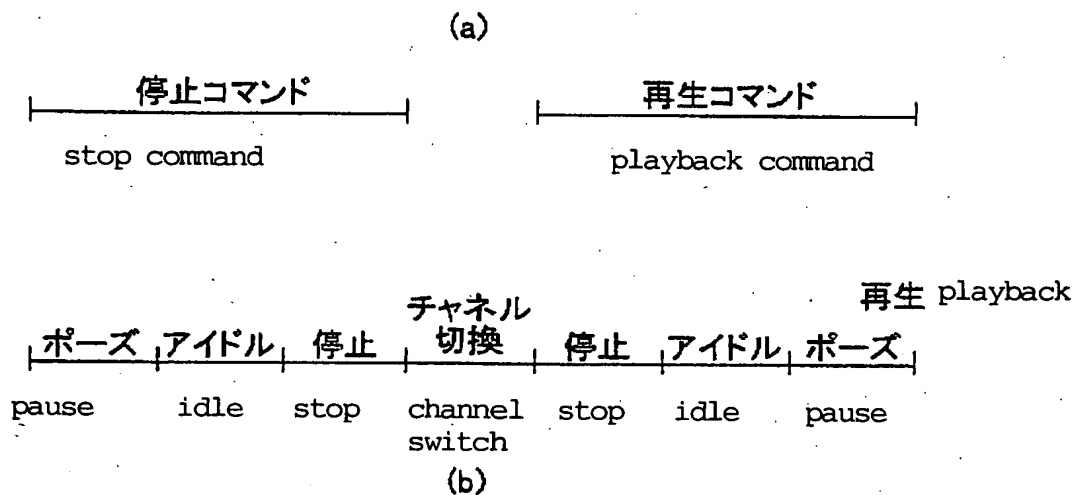 (a)
停止コマンド
再生コマンド
stop command
playback command
再生 playback
ポーズ アイドル 停止 チャネル
切換 停止 アイドル ポーズ
pause idle stop channel
switch stop idle pause
(b)